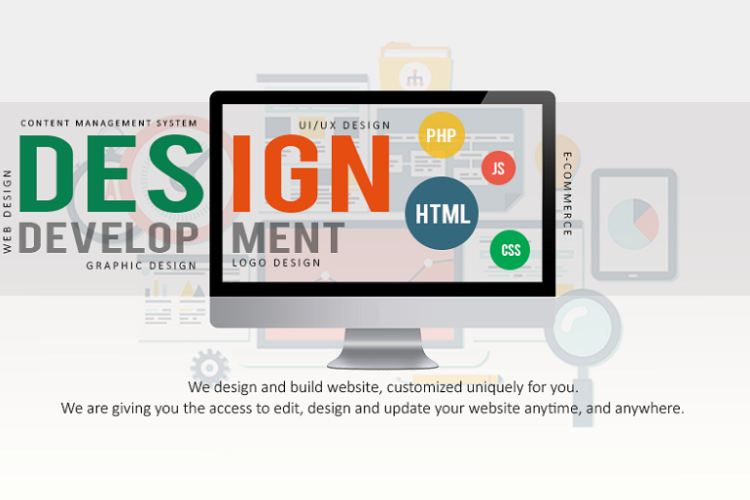 CONTENT MANAGEMENT SYSTEM
UI/UX DESIGN
WEB DESIGN
DESIGN
DEVELOPMENT
GRAPHIC DESIGN
LOGO DESIGN
PHP
JS
HTML
CSS
E-COMMERCE
We design and build website, customized uniquely for you.
We are giving you the access to edit, design and update your website anytime, and anywhere.